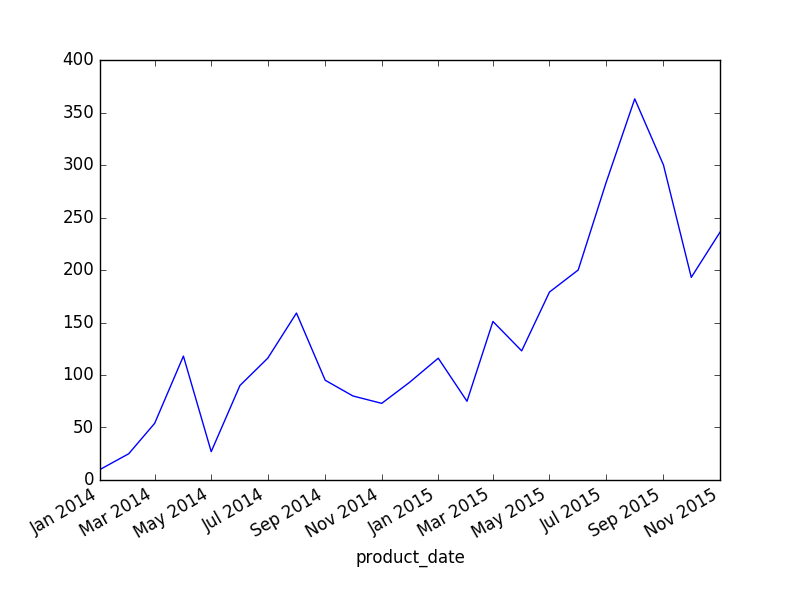 400
350
300
250
200
150
100
50
0
Jan 2014
Mar 2014
May 2014
Jul 2014
Sep 2014
Nov 2014
Jan 2015
Mar 2015
May 2015
Jul 2015
Sep 2015
Nov 2015
product_date